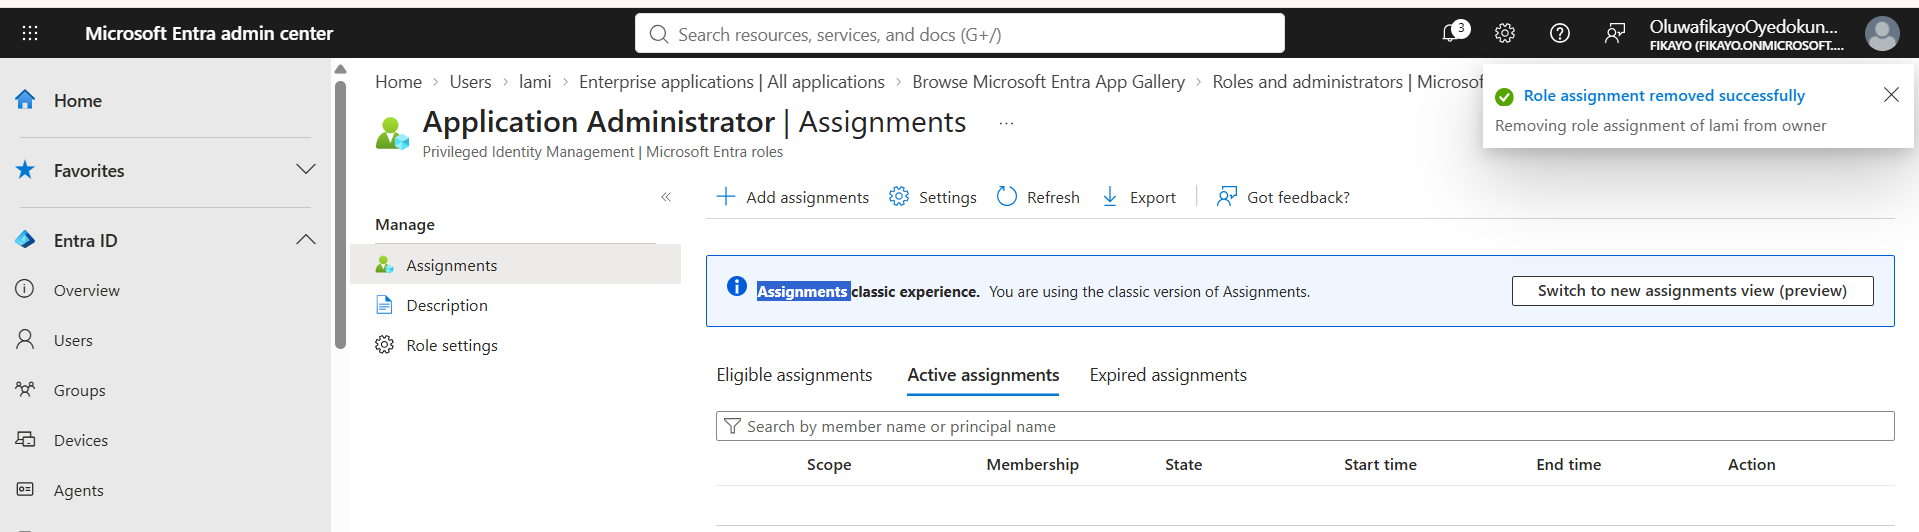 Microsoft Entra admin center
Search resources, services, and docs (G+/)
3
OluwafikayoOyedokun...
FIKAYO (FIKAYO.ONMICROSOFT....
Home
Favorites
Entra ID
Overview
Users
Groups
Devices
Agents
Home > Users > lami > Enterprise applications | All applications > Browse Microsoft Entra App Gallery > Roles and administrators | Microsof
Application Administrator | Assignments ...
Privileged Identity Management | Microsoft Entra roles
Role assignment removed successfully
Removing role assignment of lami from owner
«
Manage
Assignments
Description
Role settings
Add assignments Settings Refresh Export Got feedback?
Assignments classic experience. You are using the classic version of Assignments.
Switch to new assignments view (preview)
Eligible assignments Active assignments Expired assignments
Search by member name or principal name
Scope Membership State Start time End time Action